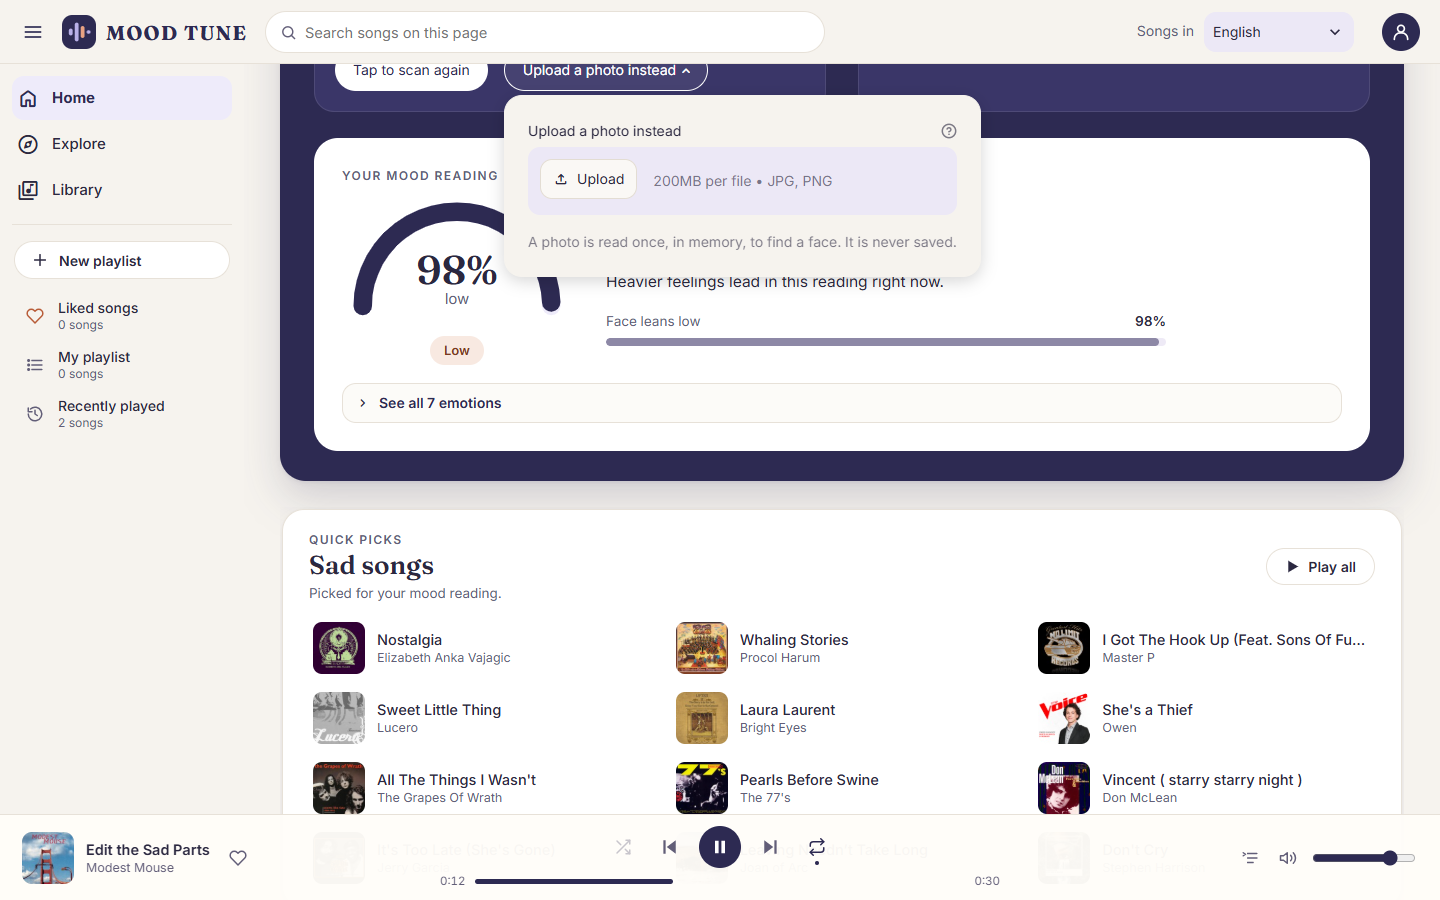 MOOD TUNE
Search songs on this page
Songs in
English
Home
Explore
Library
New playlist
Liked songs
0 songs
My playlist
0 songs
Recently played
2 songs
Tap to scan again
Upload a photo instead
Upload a photo instead
Upload
200MB per file • JPG, PNG
A photo is read once, in memory, to find a face. It is never saved.
YOUR MOOD READING
98%
low
Low
Heavier feelings lead in this reading right now.
Face leans low
98%
See all 7 emotions
QUICK PICKS
Sad songs
Picked for your mood reading.
Play all
Nostalgia
Elizabeth Anka Vajagic
Whaling Stories
Procol Harum
I Got The Hook Up (Feat. Sons Of Fu...
Master P
Sweet Little Thing
Lucero
Laura Laurent
Bright Eyes
She's a Thief
Owen
All The Things I Wasn't
The Grapes Of Wrath
Pearls Before Swine
The 77's
Vincent ( starry starry night )
Don McLean
It's Too Late (She's Gone)
Don't Cry
Edit the Sad Parts
Modest Mouse
0:12
0:30